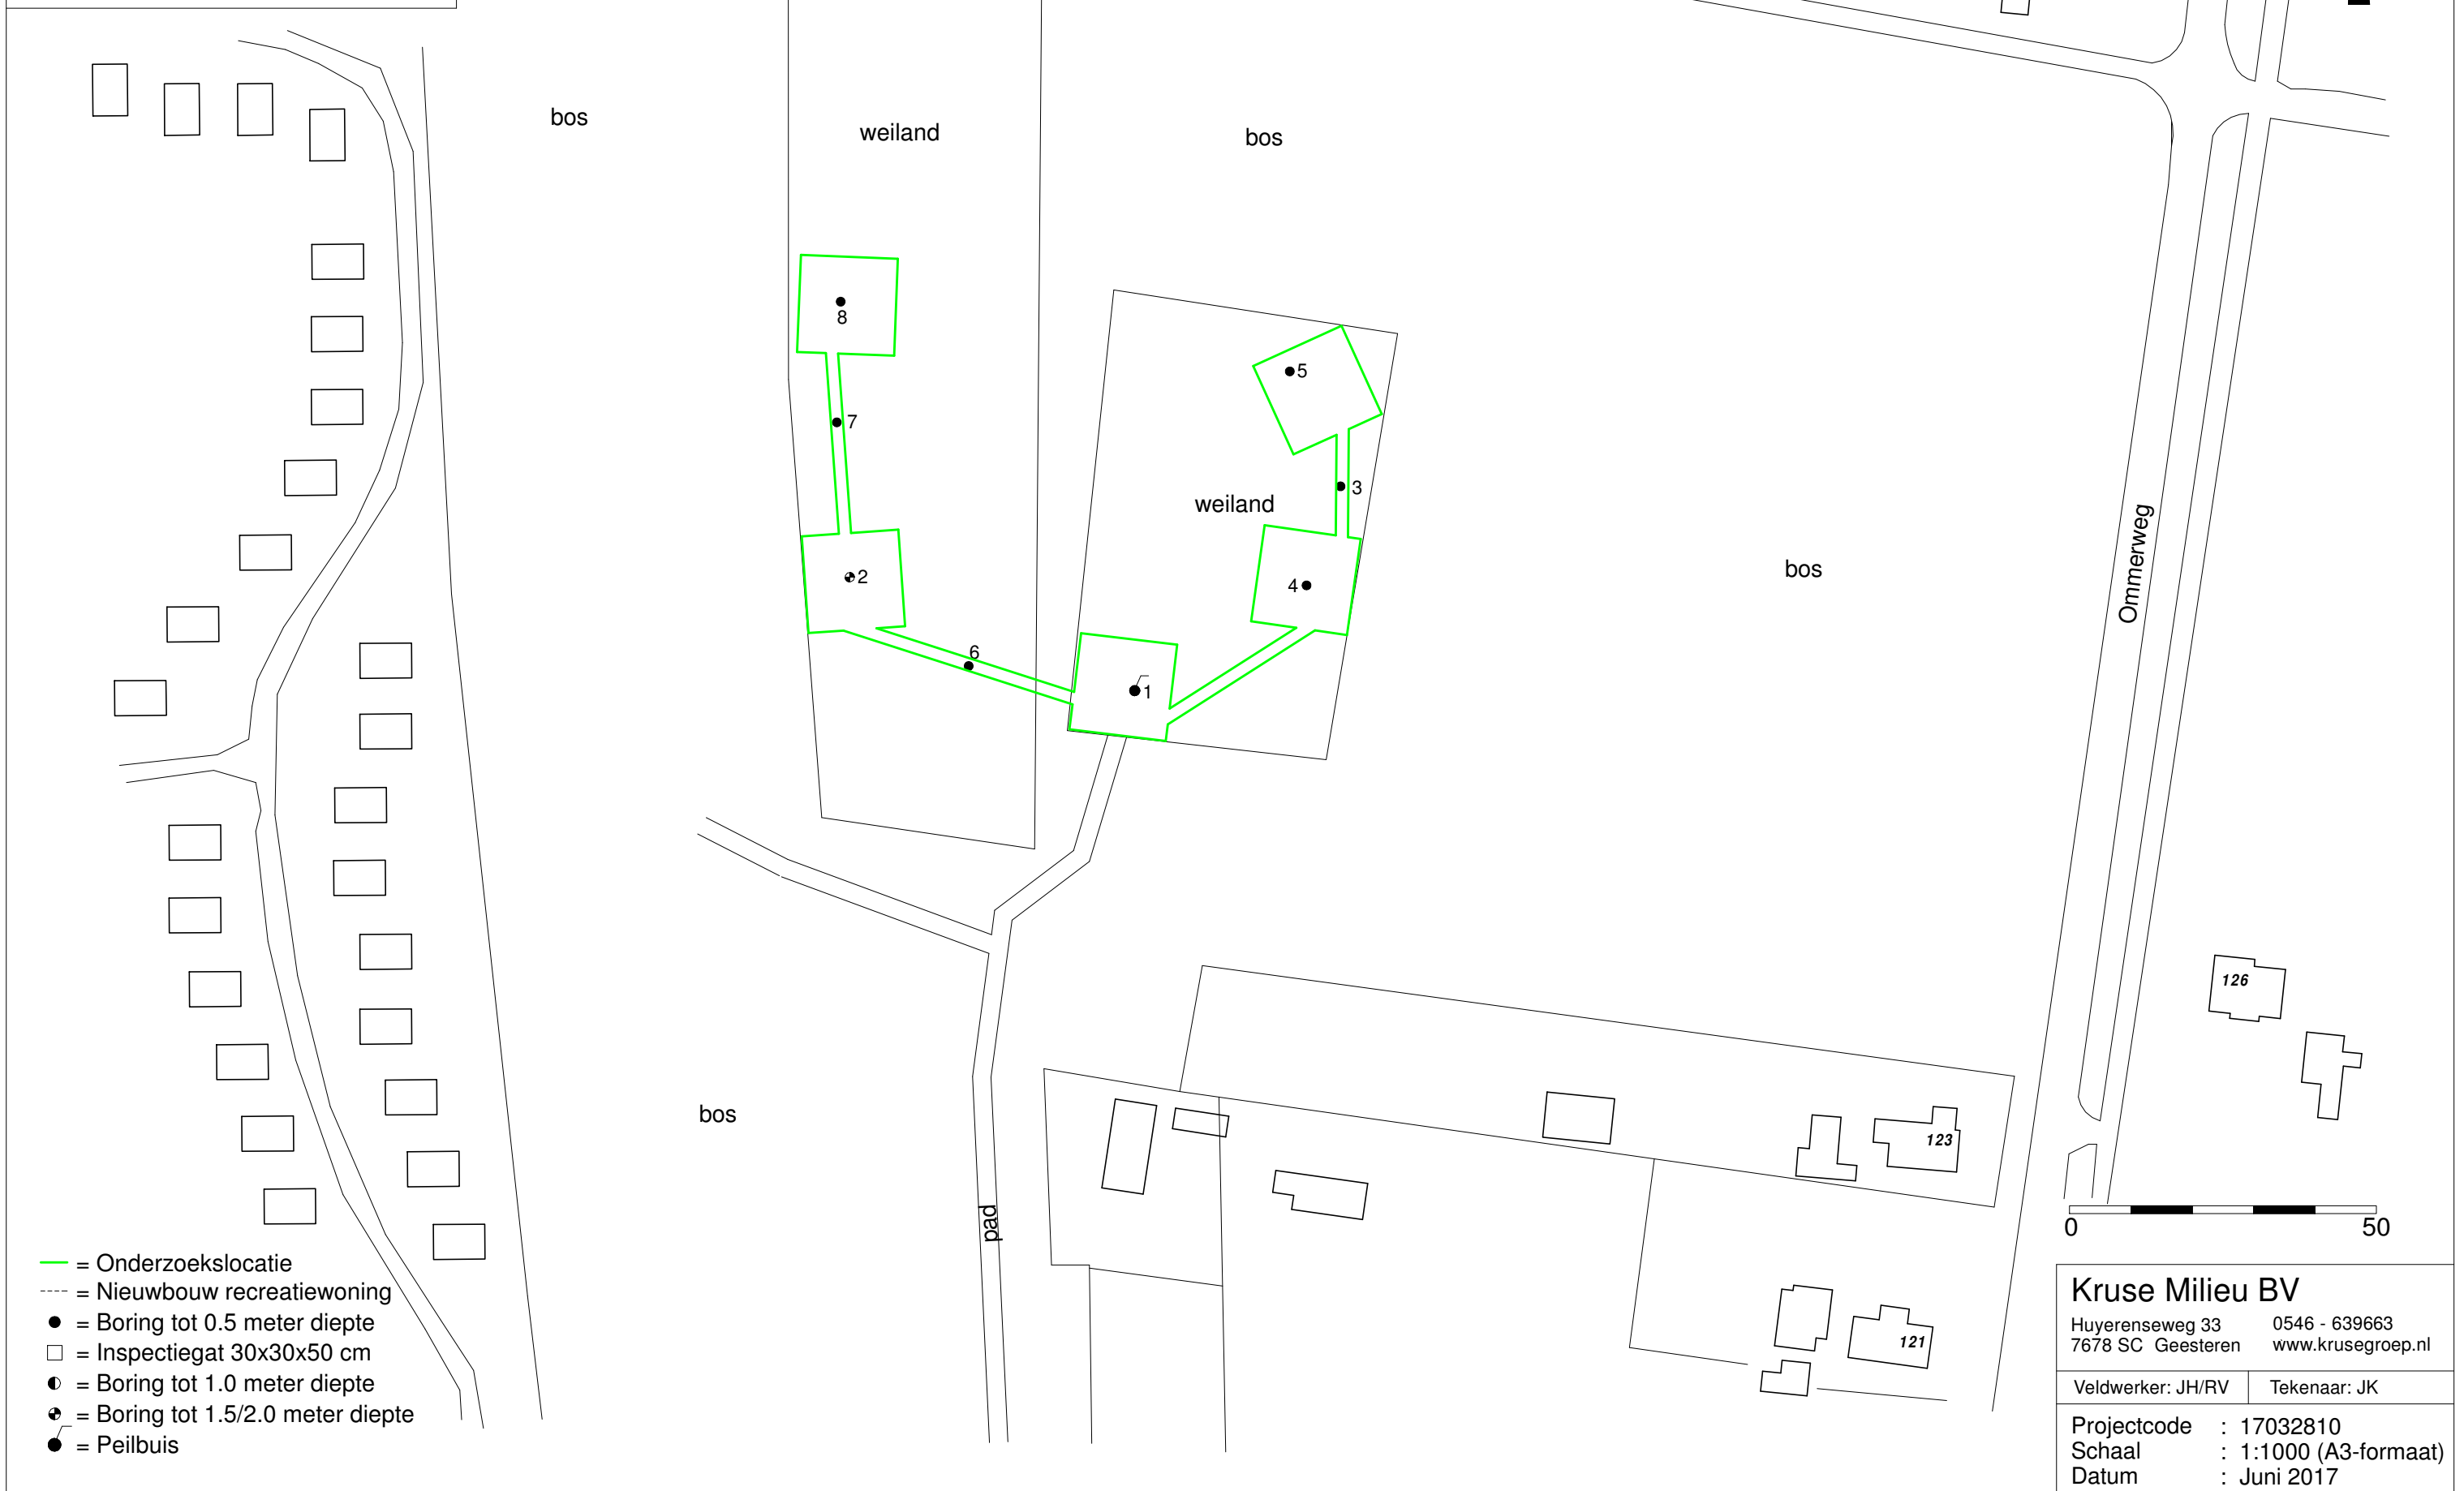 bos
weiland
bos
8
5
7
3
weiland
2
4
bos
6
1
Ommerweg
126
bos
123
pad
121
0 50
= Onderzoekslocatie
= Nieuwbouw recreatiewoning
= Boring tot 0.5 meter diepte
= Inspectiegat 30x30x50 cm
= Boring tot 1.0 meter diepte
= Boring tot 1.5/2.0 meter diepte
= Peilbuis
Kruse Milieu BV
Huyerenseweg 33 0546 - 639663
7678 SC Geesteren www.krusegroep.nl
Veldwerker: JH/RV Tekenaar: JK
Projectcode : 17032810
Schaal : 1:1000 (A3-formaat)
Datum : Juni 2017